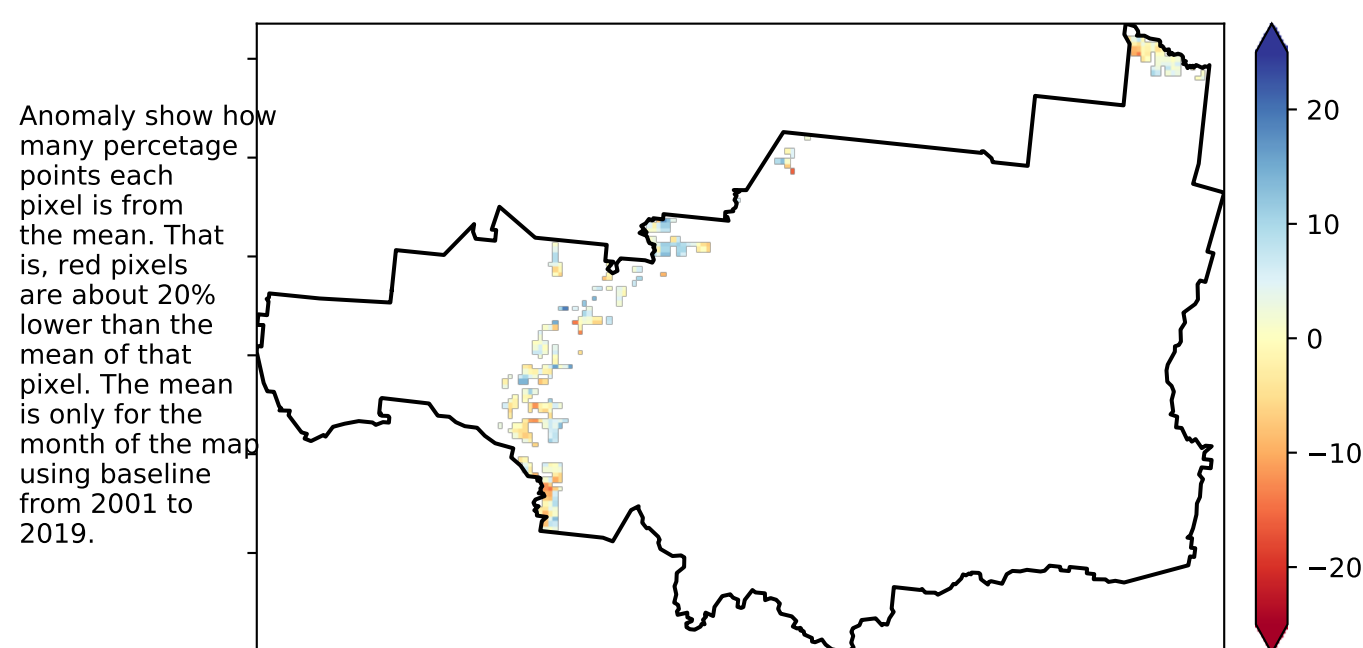 Anomaly show how
many percetage
points each
pixel is from
the mean. That
is, red pixels
are about 20%
lower than the
mean of that
pixel. The mean
is only for the
month of the map
using baseline
from 2001 to
2019.
20
10
0
−10
−20